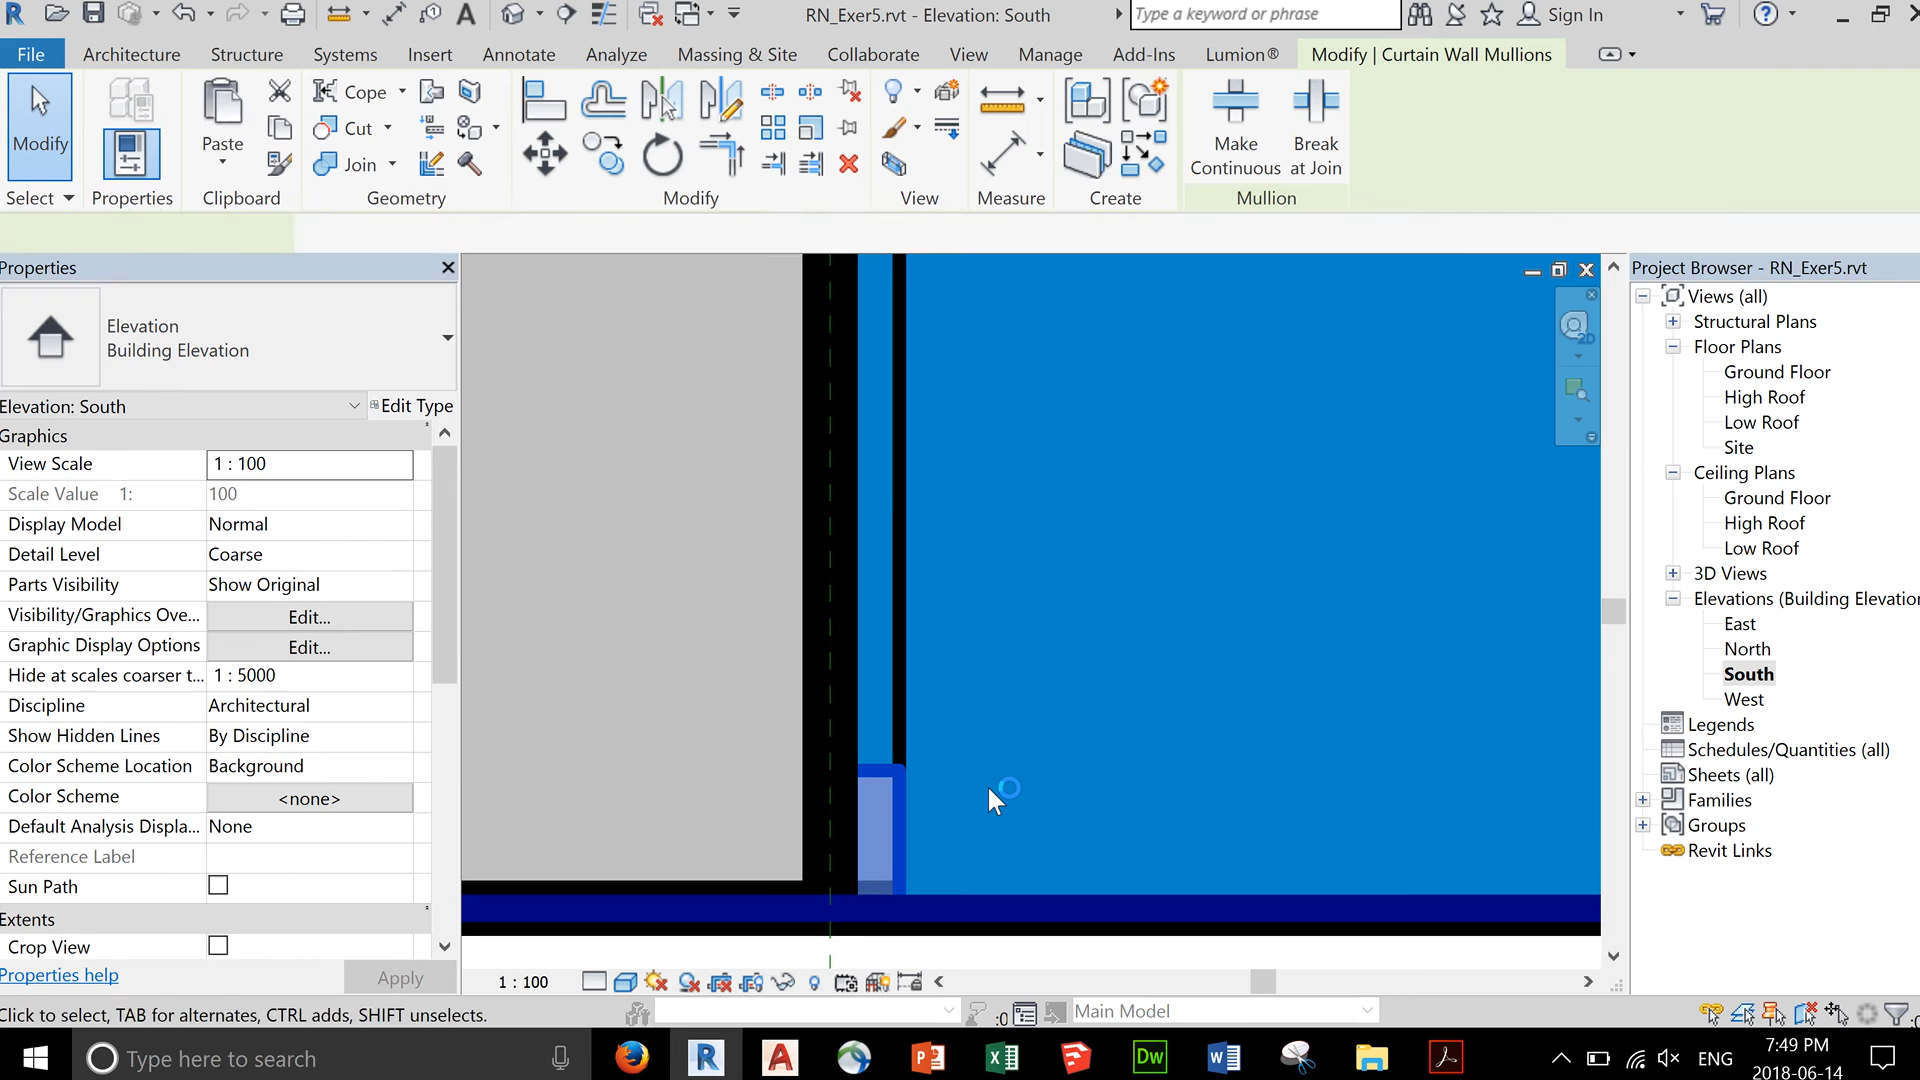 RN_Exer5.rvt - Elevation: South
Type a keyword or phrase
Sign In
File
Architecture
Structure
Systems
Insert
Annotate
Analyze
Massing & Site
Collaborate
View
Manage
Add-Ins
Lumion®
Modify | Curtain Wall Mullions
Modify
Paste
Cope
Cut
Join
Make Continuous
Break at Join
Select
Properties
Clipboard
Geometry
Modify
View
Measure
Create
Mullion
Properties
Elevation
Building Elevation
Elevation: South
Edit Type
Graphics
View Scale 1 : 100
Scale Value 1: 100
Display Model Normal
Detail Level Coarse
Parts Visibility Show Original
Visibility/Graphics Ove... Edit...
Graphic Display Options Edit...
Hide at scales coarser t... 1 : 5000
Discipline Architectural
Show Hidden Lines By Discipline
Color Scheme Location Background
Color Scheme <none>
Default Analysis Displa... None
Reference Label
Sun Path
Extents
Crop View
Properties help
Apply
2D
Project Browser - RN_Exer5.rvt
Views (all)
Structural Plans
Floor Plans
Ground Floor
High Roof
Low Roof
Site
Ceiling Plans
Ground Floor
High Roof
Low Roof
3D Views
Elevations (Building Elevatio
East
North
South
West
Legends
Schedules/Quantities (all)
Sheets (all)
Families
Groups
Revit Links
1 : 100
Click to select, TAB for alternates, CTRL adds, SHIFT unselects.
:0
Main Model
Type here to search
ENG
7:49 PM
2018-06-14